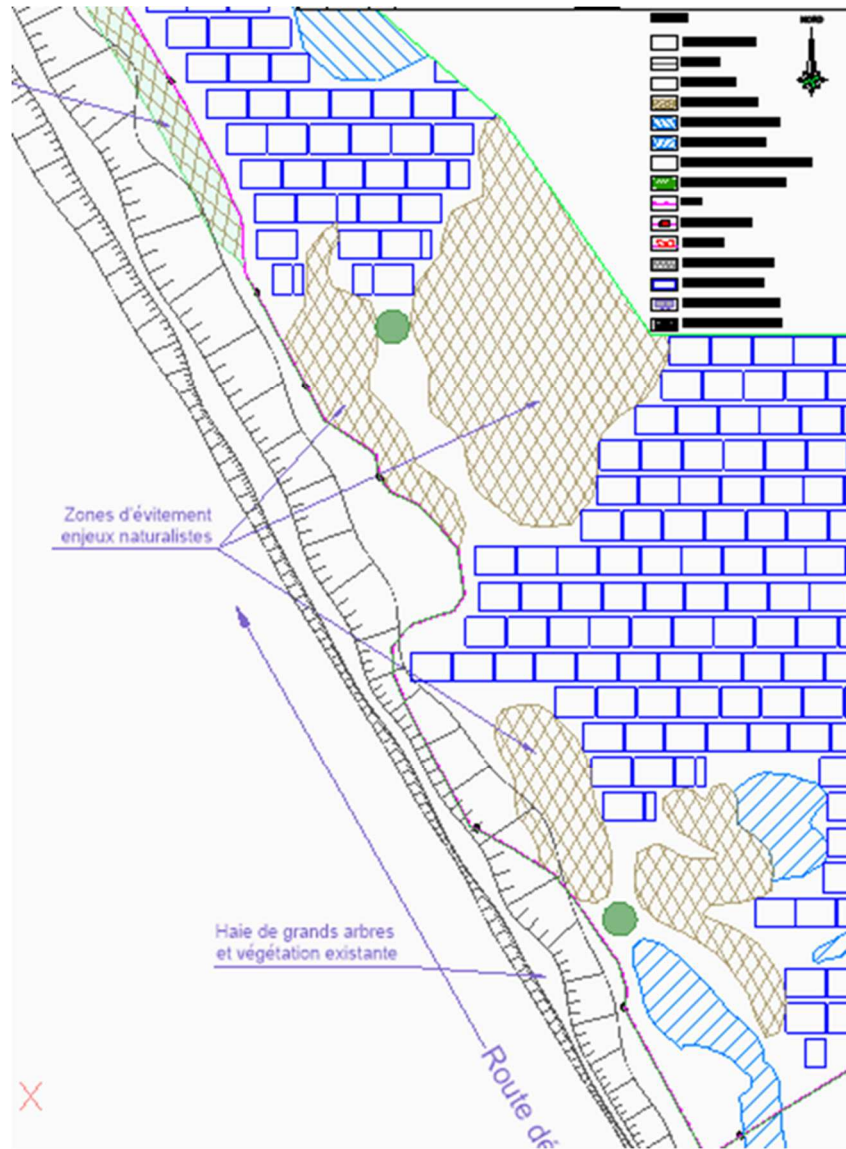 NORD
Zones d'évitement
enjeux naturalistes
Haie de grands arbres
et végétation existante
Route dé